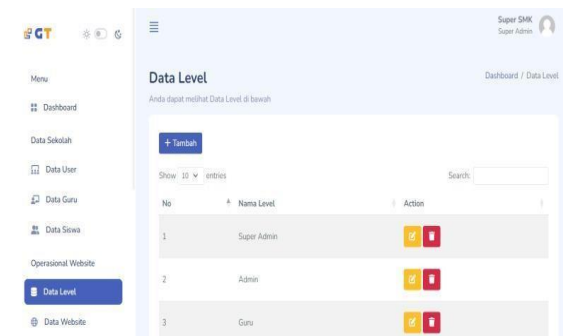 GT
Super SMK
Super Admin
Menu
Dashboard
Data Sekolah
Data User
Data Guru
Data Siswa
Operasional Website
Data Level
Data Website
Data Level
Dashboard / Data Level
Anda dapat melihat Data Level di bawah
+ Tambah
Show 10 entries
Search:
No Nama Level Action
1 Super Admin
2 Admin
3 Guru